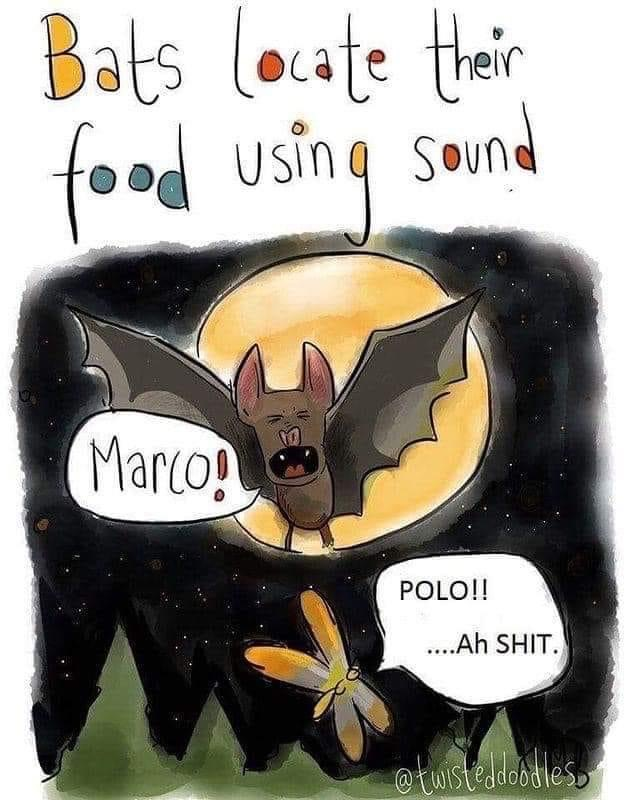 Bats locate their
food using sound
Marco!
POLO!!
....Ah SHIT.
@twisteddoodles